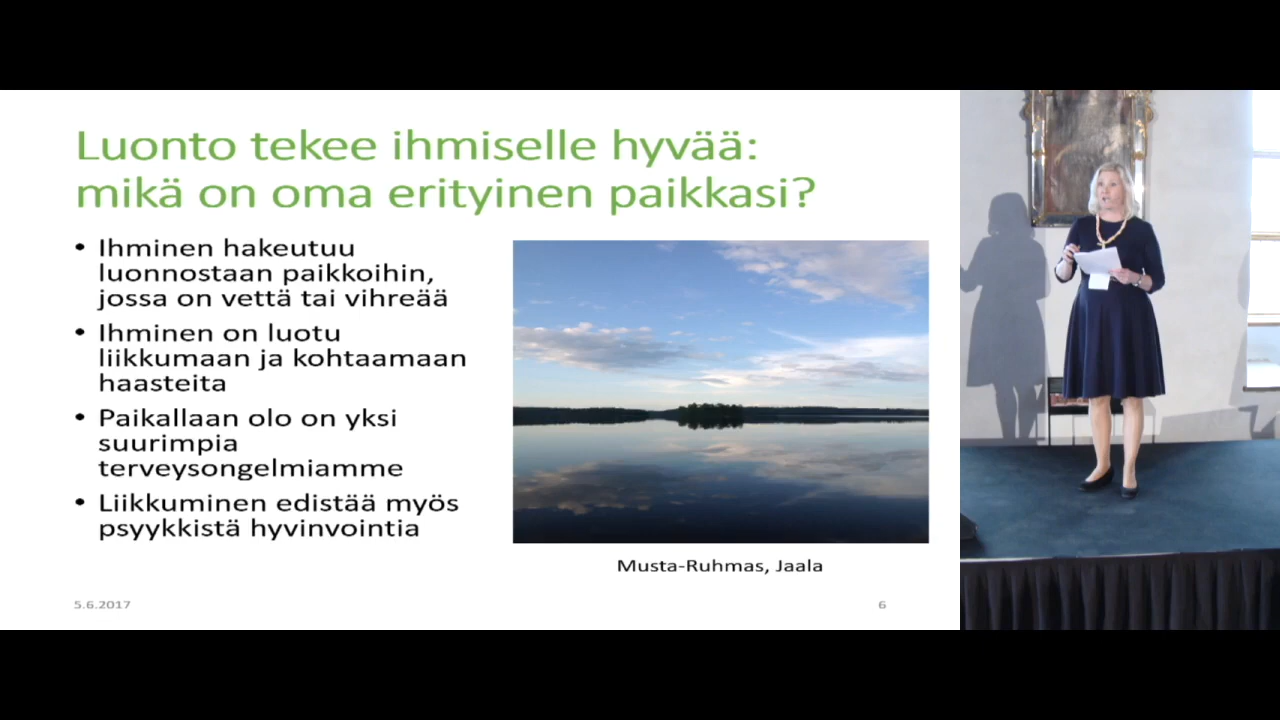 Luonto tekee ihmiselle hyvää:
mikä on oma erityinen paikkasi?
• Ihminen hakeutuu
luonnostaan paikkoihin,
jossa on vettä tai vihreää
• Ihminen on luotu
liikkumaan ja kohtaamaan
haasteita
• Paikallaan olo on yksi
suurimpia
terveysongelmiamme
• Liikkuminen edistää myös
psyykkistä hyvinvointia
Musta-Ruhmas, Jaala
5.6.2017
6